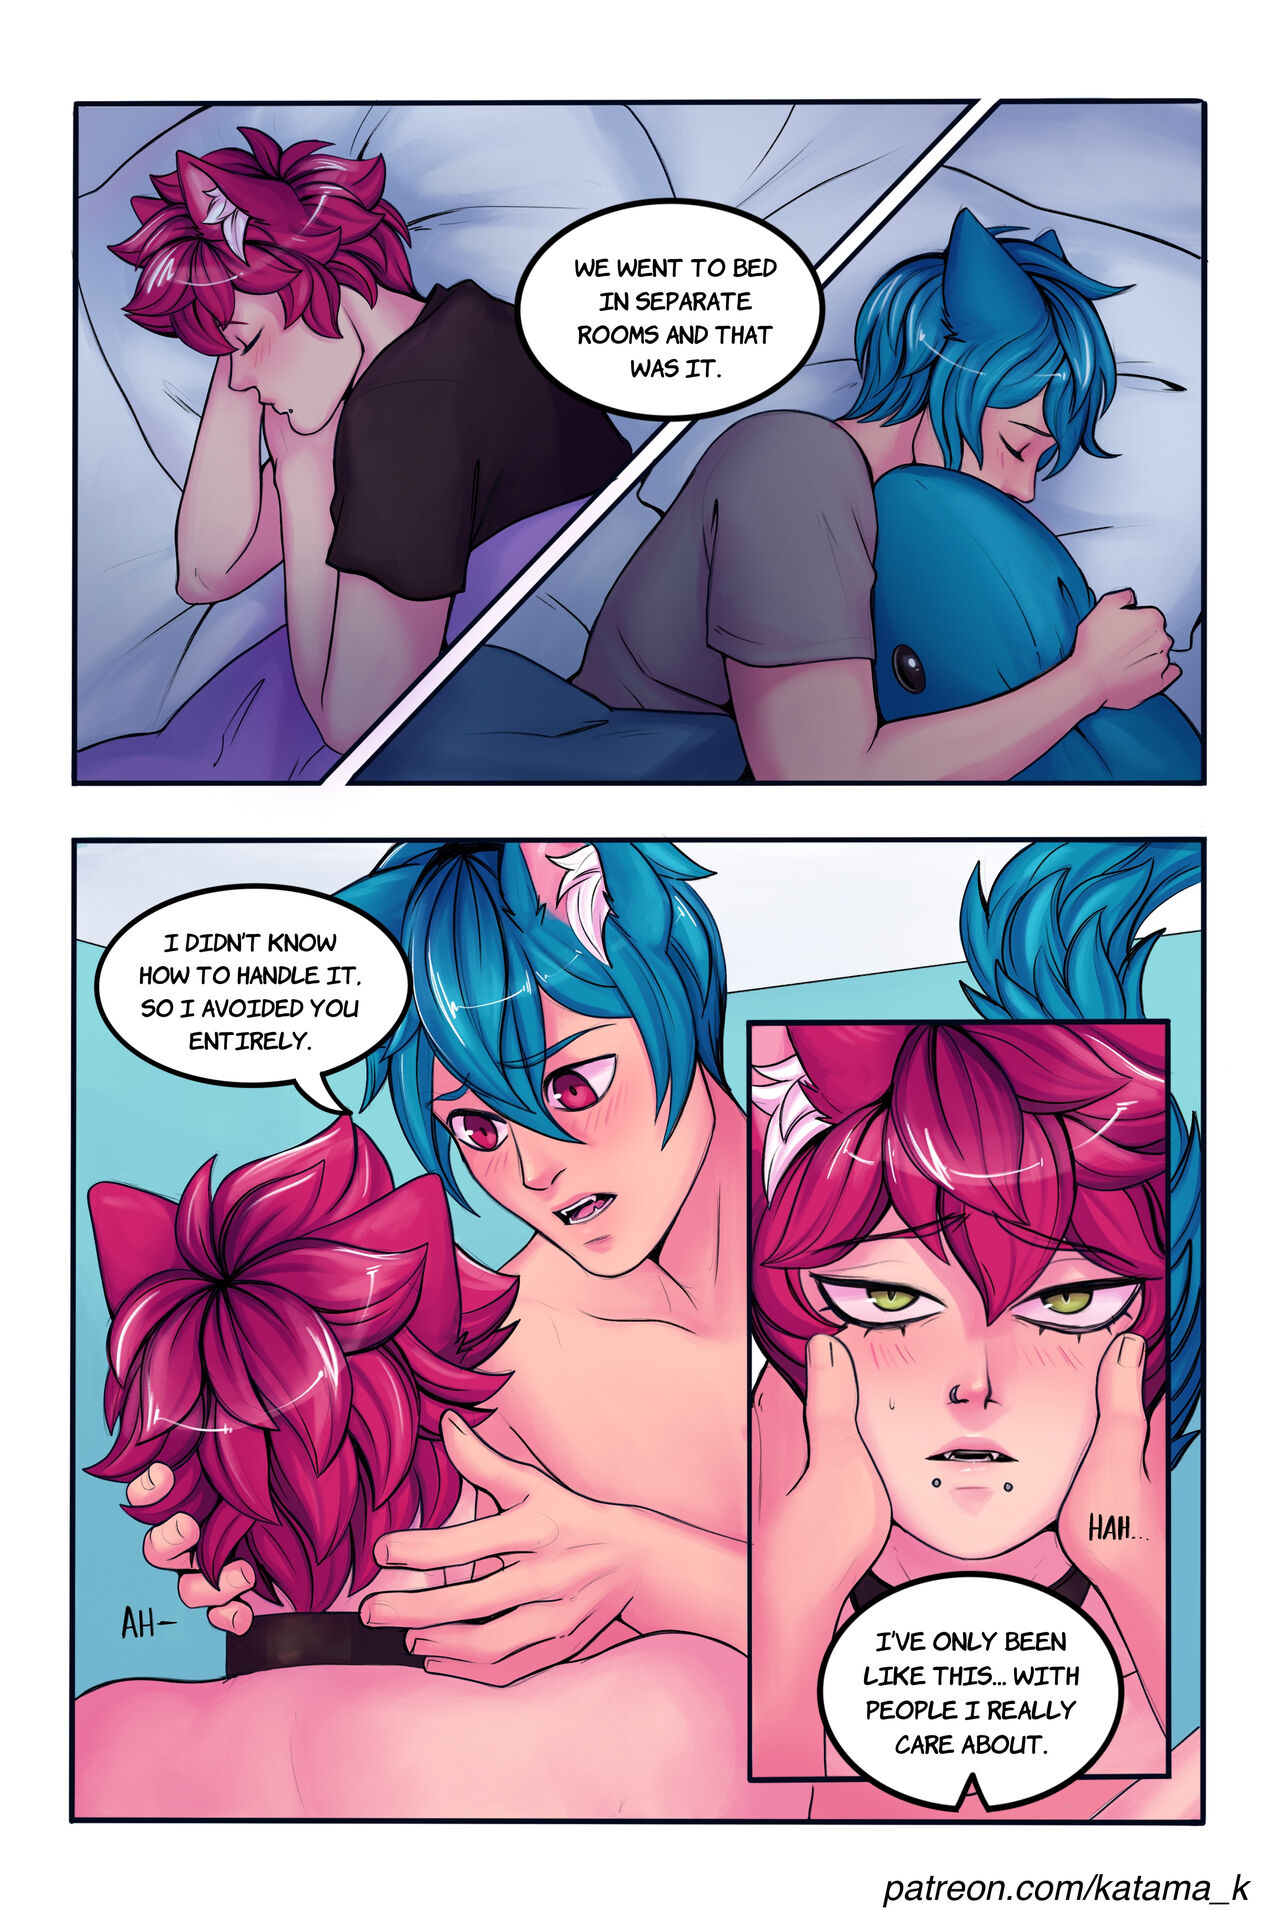 WE WENT TO BED
IN SEPARATE
ROOMS AND THAT
WAS IT.
I DIDN'T KNOW
HOW TO HANDLE IT,
SO I AVOIDED YOU
ENTIRELY.
AH-
HAH...
I'VE ONLY BEEN
LIKE THIS... WITH
PEOPLE I REALLY
CARE ABOUT.
patreon.com/katama_k